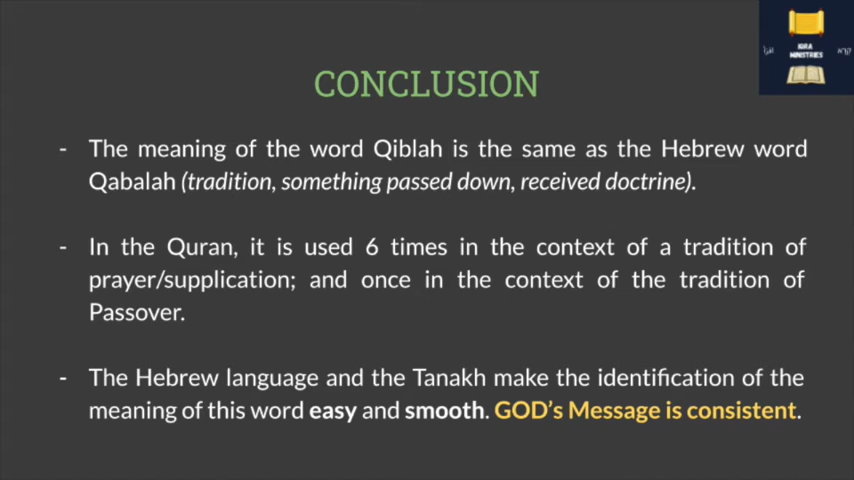 IQRA
MINISTRIES
اقرأ
קרא
CONCLUSION
- The meaning of the word Qiblah is the same as the Hebrew word
Qabalah (tradition, something passed down, received doctrine).
- In the Quran, it is used 6 times in the context of a tradition of
prayer/supplication; and once in the context of the tradition of
Passover.
- The Hebrew language and the Tanakh make the identification of the
meaning of this word easy and smooth. GOD's Message is consistent.